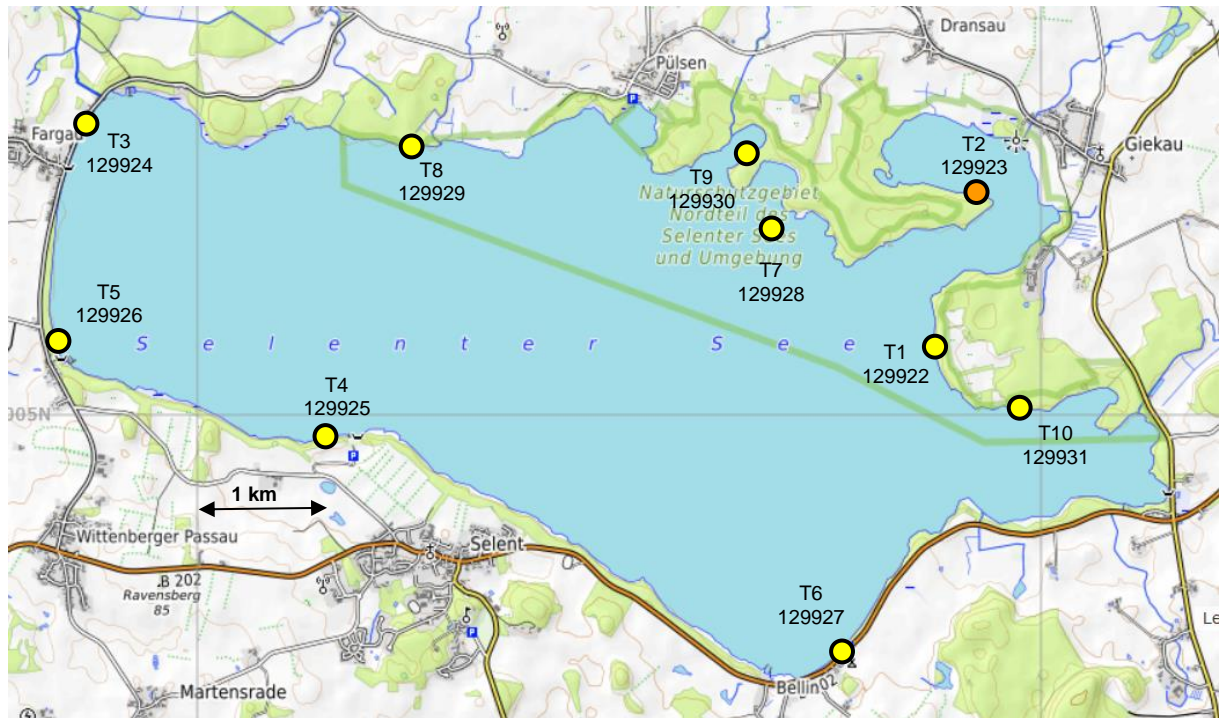 Dransau
Pülsen
P
Fargau
T3
129924
T8
129929
T9
129930
T2
129923
Giekau
Naturschutzgebiet
Nordteil des
Selenter Sees
und Umgebung
T7
129928
T5
129926
Selenter See
T1
129922
T4
129925
005N
T10
129931
P
1 km
Wittenberger Passau
Selent
B 202
Ravensberg
85
P
T6
129927
Le
Martensrade
Bellin